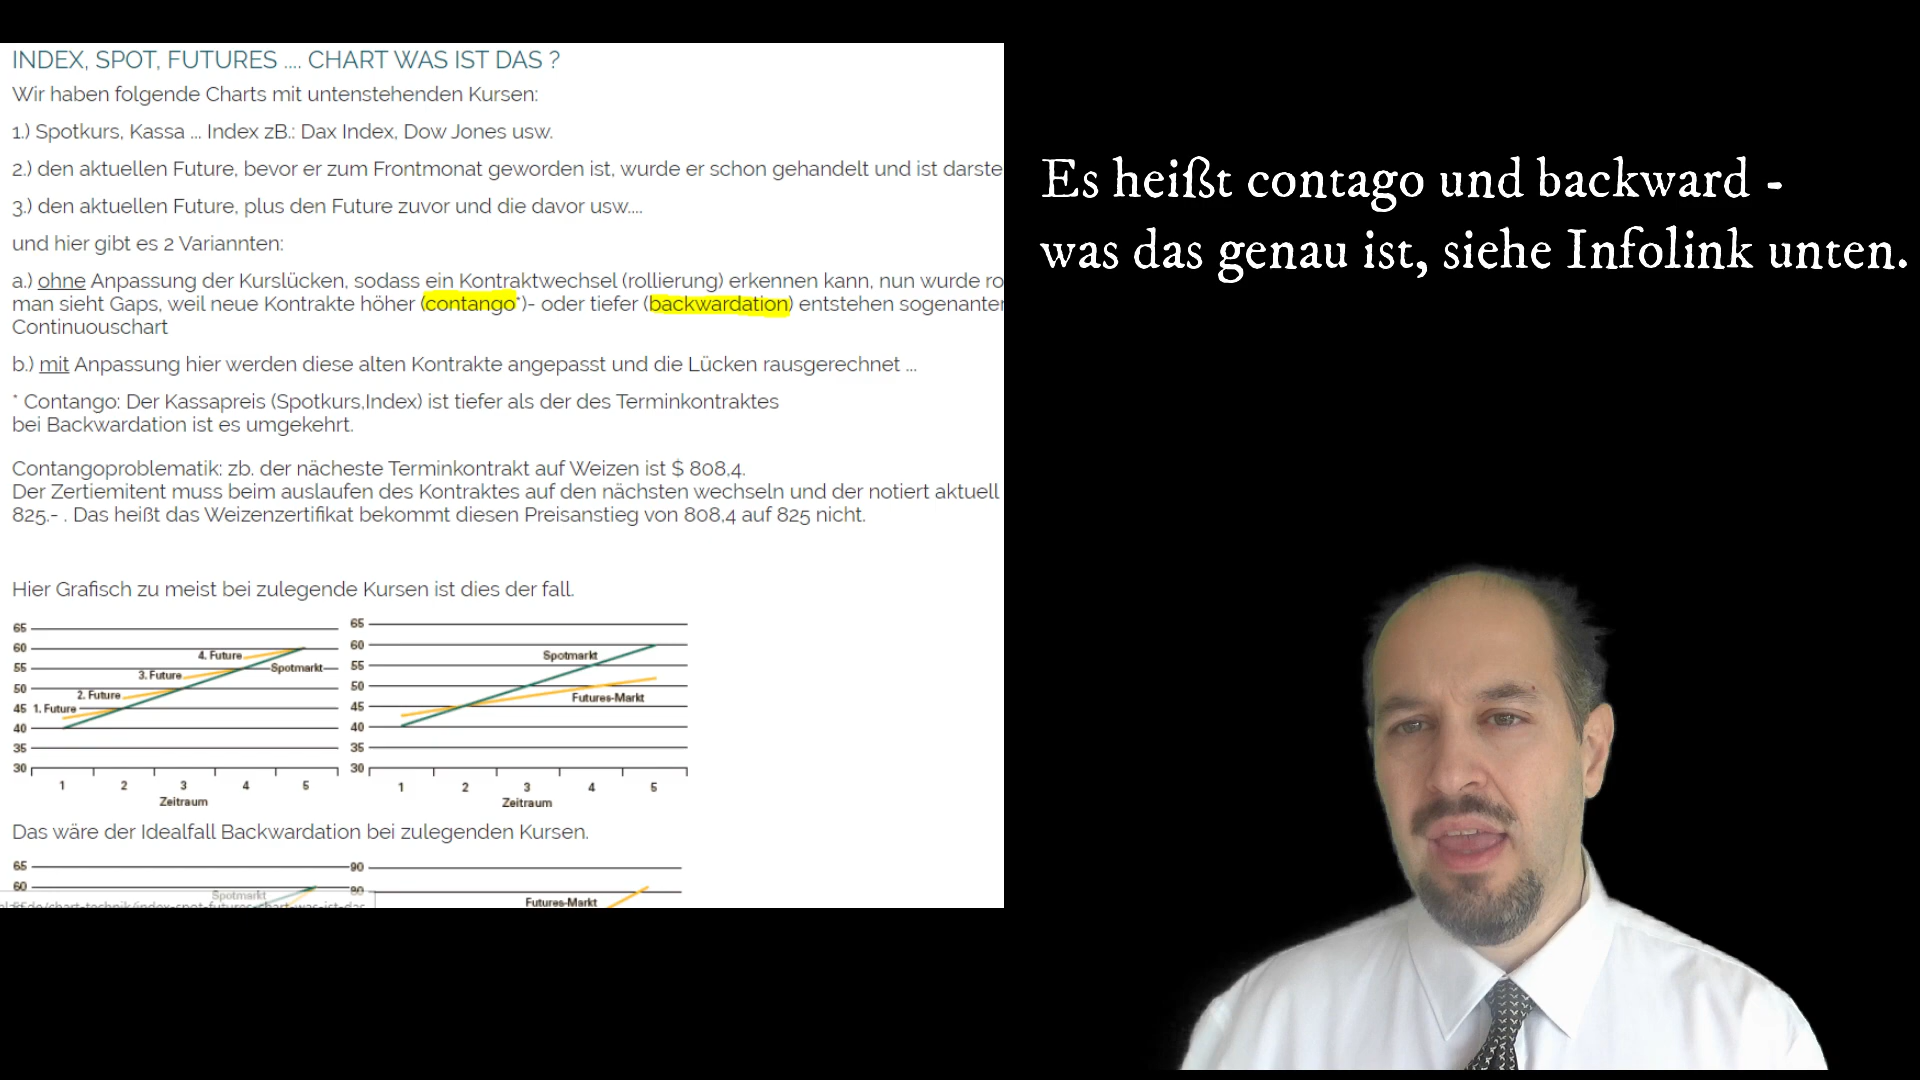 INDEX, SPOT, FUTURES .... CHART WAS IST DAS ?
Wir haben folgende Charts mit untenstehenden Kursen:
1.) Spotkurs, Kassa ... Index zB.: Dax Index, Dow Jones usw.
2.) den aktuellen Future, bevor er zum Frontmonat geworden ist, wurde er schon gehandelt und ist darste
3.) den aktuellen Future, plus den Future zuvor und die davor usw....
und hier gibt es 2 Variannten:
a.) ohne Anpassung der Kurslücken, sodass ein Kontraktwechsel (rollierung) erkennen kann, nun wurde ro
man sieht Gaps, weil neue Kontrakte höher (contango*)- oder tiefer (backwardation) entstehen sogenanter
Continuouschart
b.) mit Anpassung hier werden diese alten Kontrakte angepasst und die Lücken rausgerechnet ...
* Contango: Der Kassapreis (Spotkurs,Index) ist tiefer als der des Terminkontraktes
bei Backwardation ist es umgekehrt.
Contangoproblematik: zb. der nächeste Terminkontrakt auf Weizen ist $ 808,4.
Der Zertiemitent muss beim auslaufen des Kontraktes auf den nächsten wechseln und der notiert aktuell
825.- . Das heißt das Weizenzertifikat bekommt diesen Preisanstieg von 808,4 auf 825 nicht.
Hier Grafisch zu meist bei zulegende Kursen ist dies der fall.
65
60
55
50
45
40
35
30
4. Future
3. Future
2. Future
1. Future
Spotmarkt
1 2 3 4 5
Zeitraum
65
60
55
50
45
40
35
30
Spotmarkt
Futures-Markt
1 2 3 4 5
Zeitraum
Das wäre der Idealfall Backwardation bei zulegenden Kursen.
65
60
Spotmarkt
90
80
Futures-Markt
Es heißt contago und backward -
was das genau ist, siehe Infolink unten.